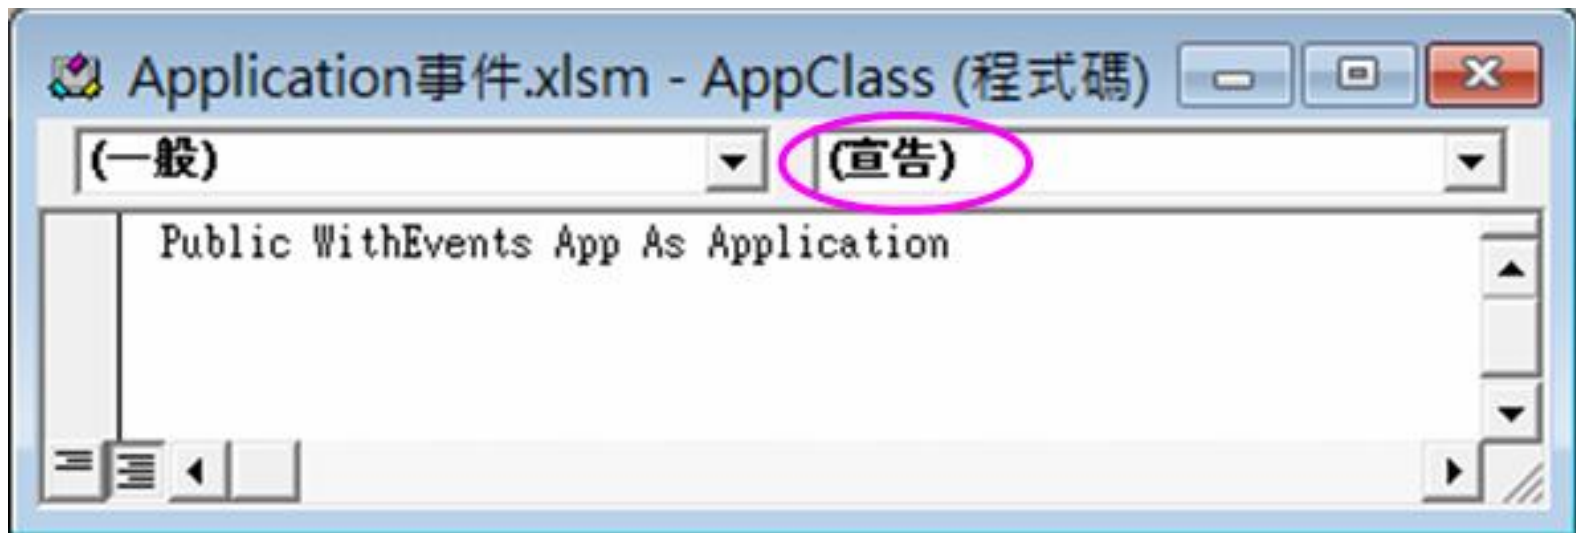 Application事件.xlsm - AppClass (程式碼)
(一般) (宣告)
Public WithEvents App As Application